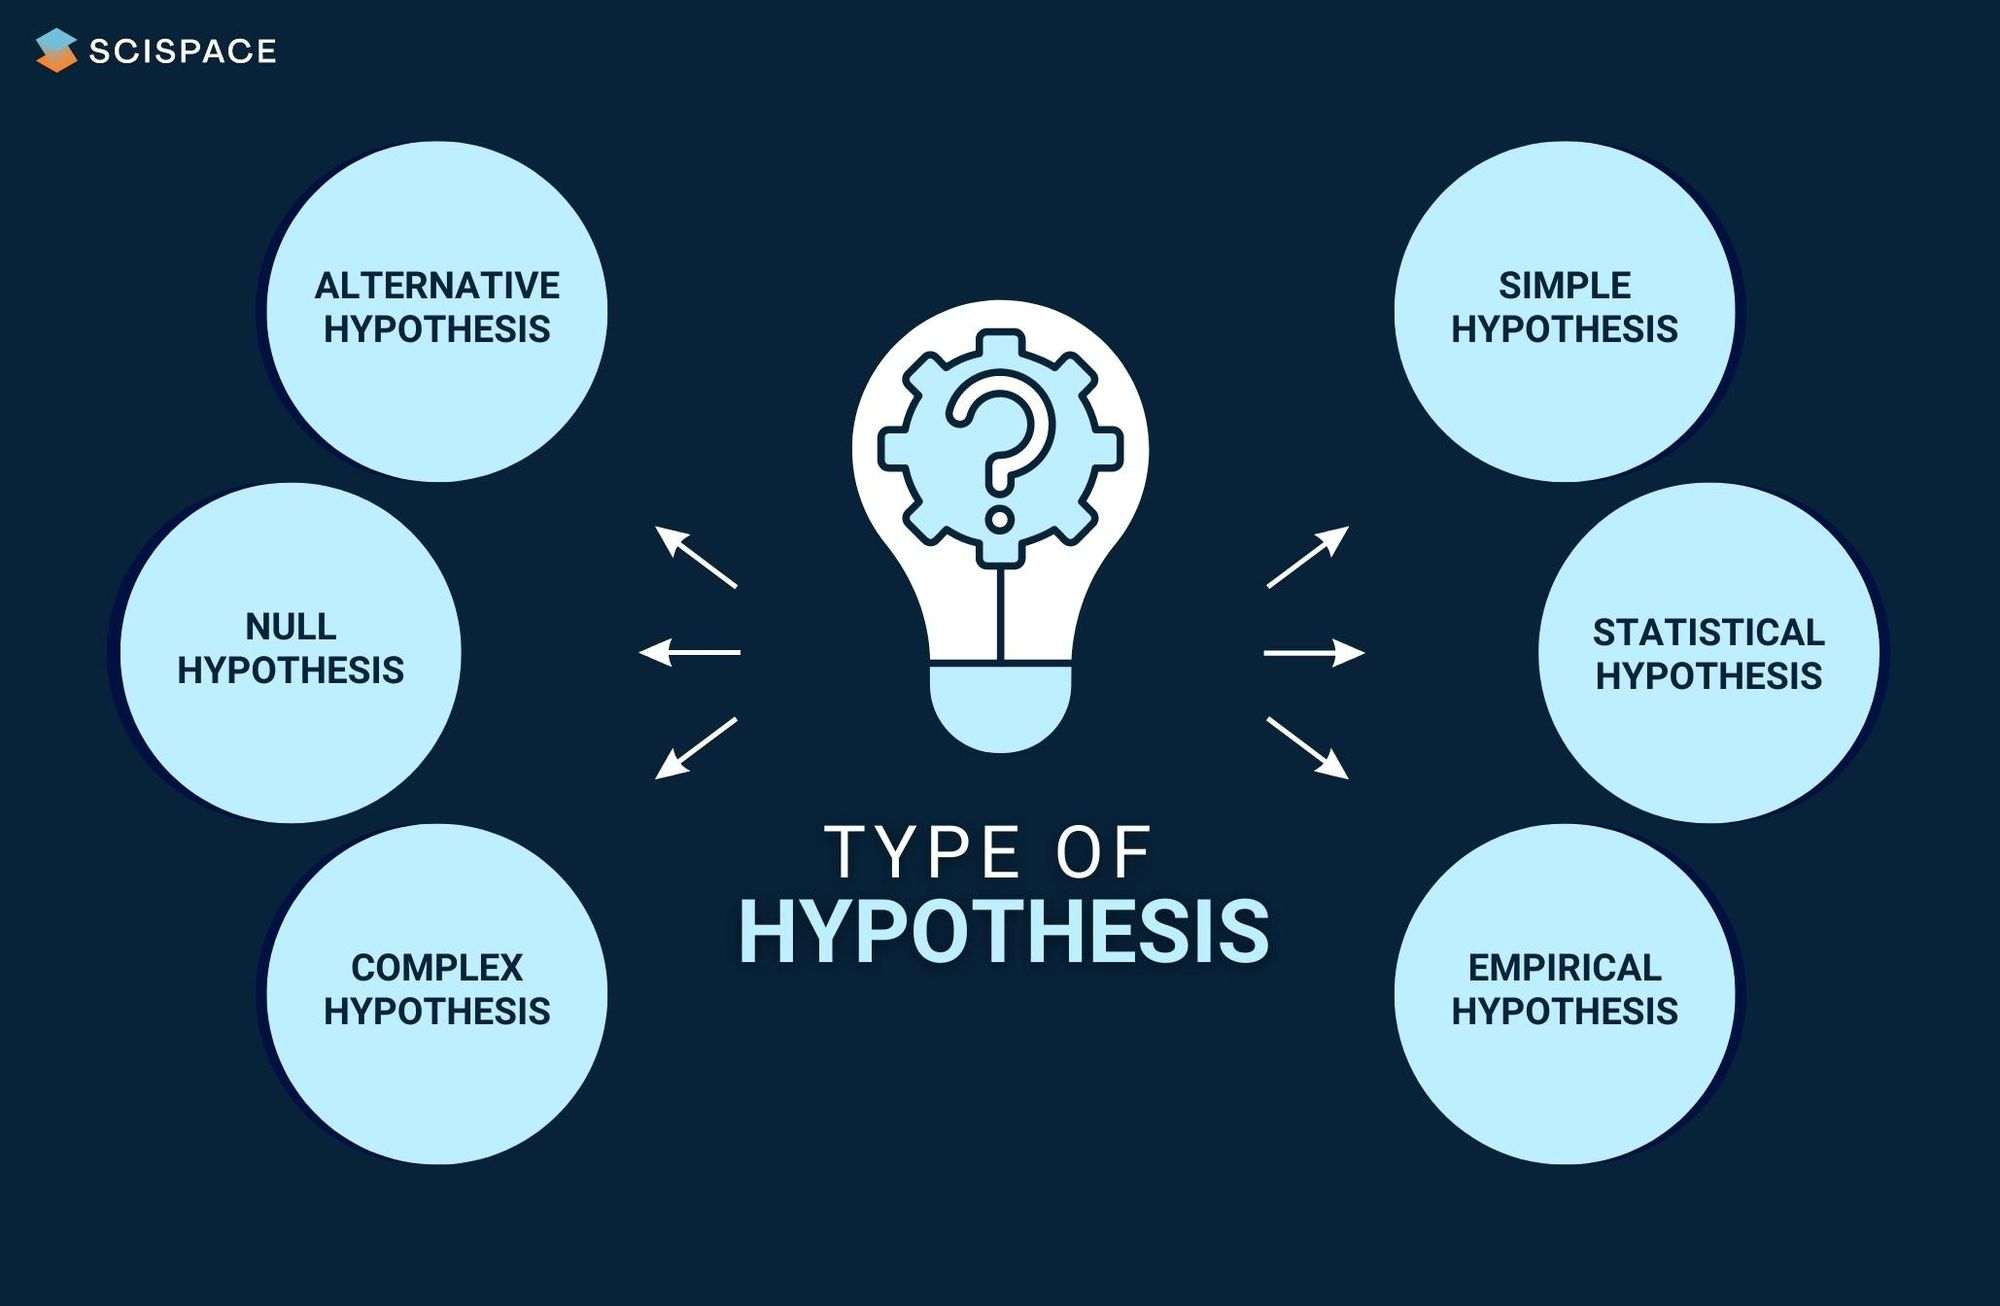 SCISPACE
ALTERNATIVE
HYPOTHESIS
NULL
HYPOTHESIS
COMPLEX
HYPOTHESIS
?
TYPE OF
HYPOTHESIS
SIMPLE
HYPOTHESIS
STATISTICAL
HYPOTHESIS
EMPIRICAL
HYPOTHESIS